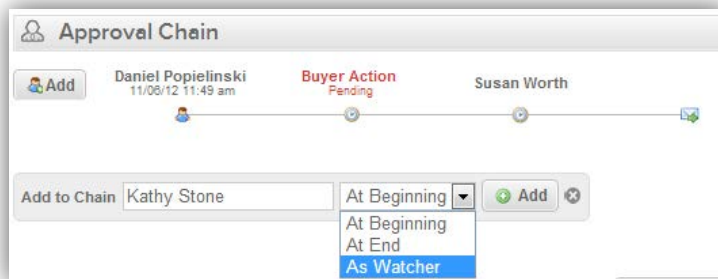 Approval Chain
Add
Daniel Popielinski
11/06/12 11:49 am
Buyer Action
Pending
Susan Worth
Add to Chain
Kathy Stone
At Beginning
Add
At Beginning
At End
As Watcher